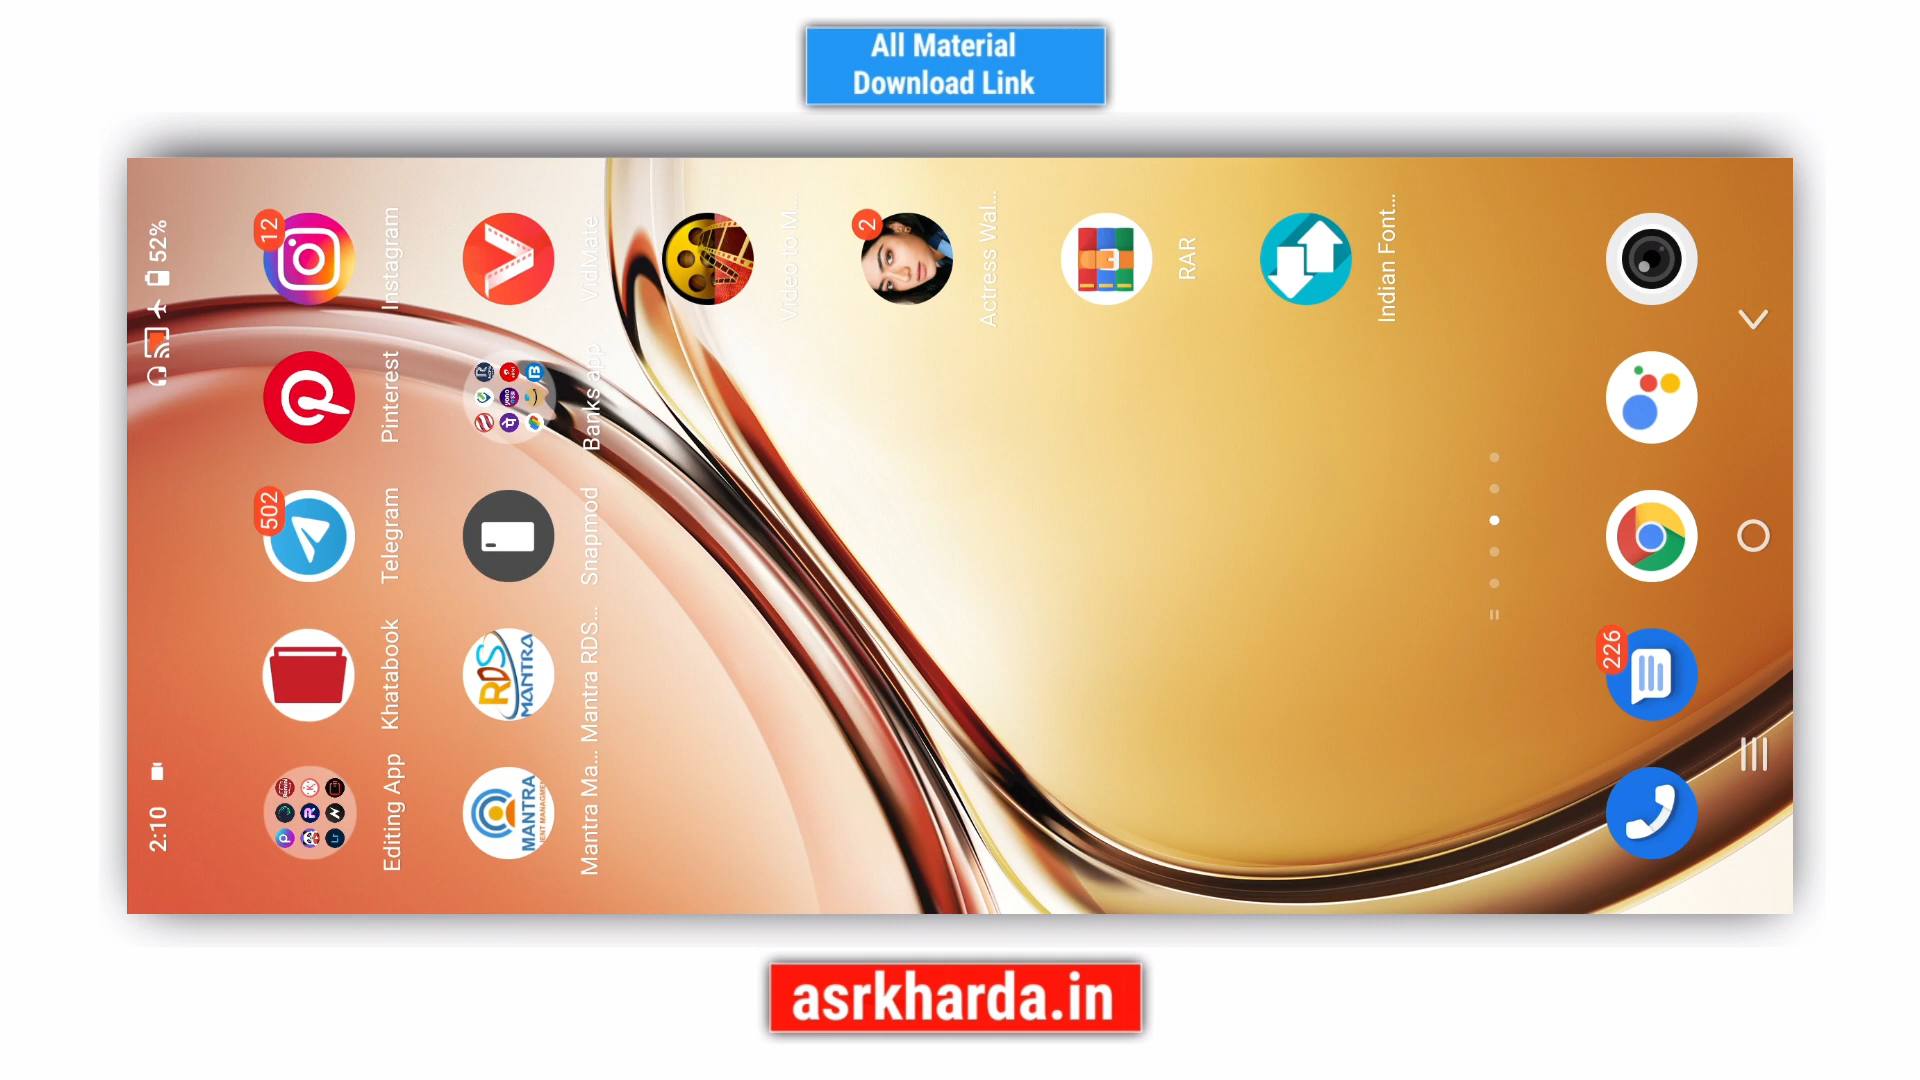 All Material
Download Link
2:10
52%
Editing App
Khatabook
502
Telegram
Pinterest
12
Instagram
Mantra Ma...
Mantra RDS...
Snapmod
Banks app
VidMate
Video to M...
2
Actress Wal...
RAR
Indian Font...
226
RDS
MANTRA
MANTRA
asrkharda.in